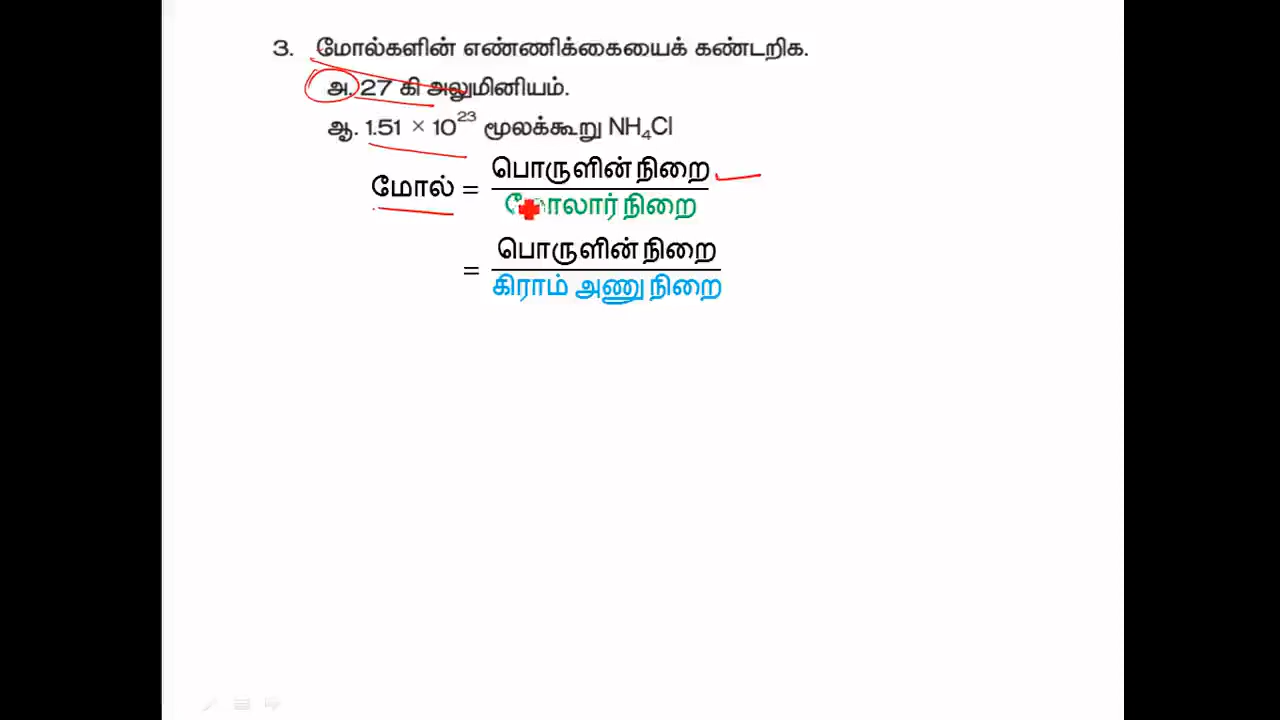 3. மோல்களின் எண்ணிக்கையைக் கண்டறிக.
அ. 27 கி அலுமினியம்.
ஆ. 1.51 × 10²³ மூலக்கூறு NH₄Cl
மோல் = பொருளின் நிறை
மோலார் நிறை
= பொருளின் நிறை
கிராம் அணு நிறை